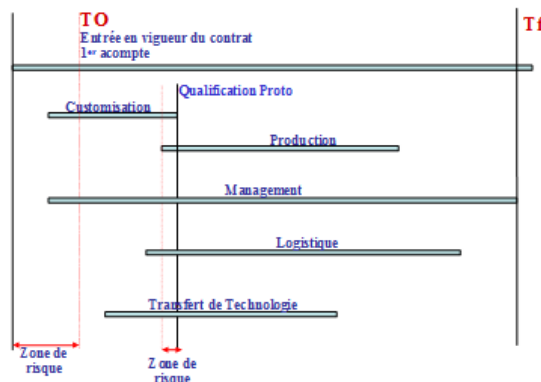 TO
Tf
Entrée en vigueur du contrat
1er acompte
Qualification Proto
Customisation
Production
Management
Logistique
Transfert de Technologie
Zone de
risque
Zone de
risque